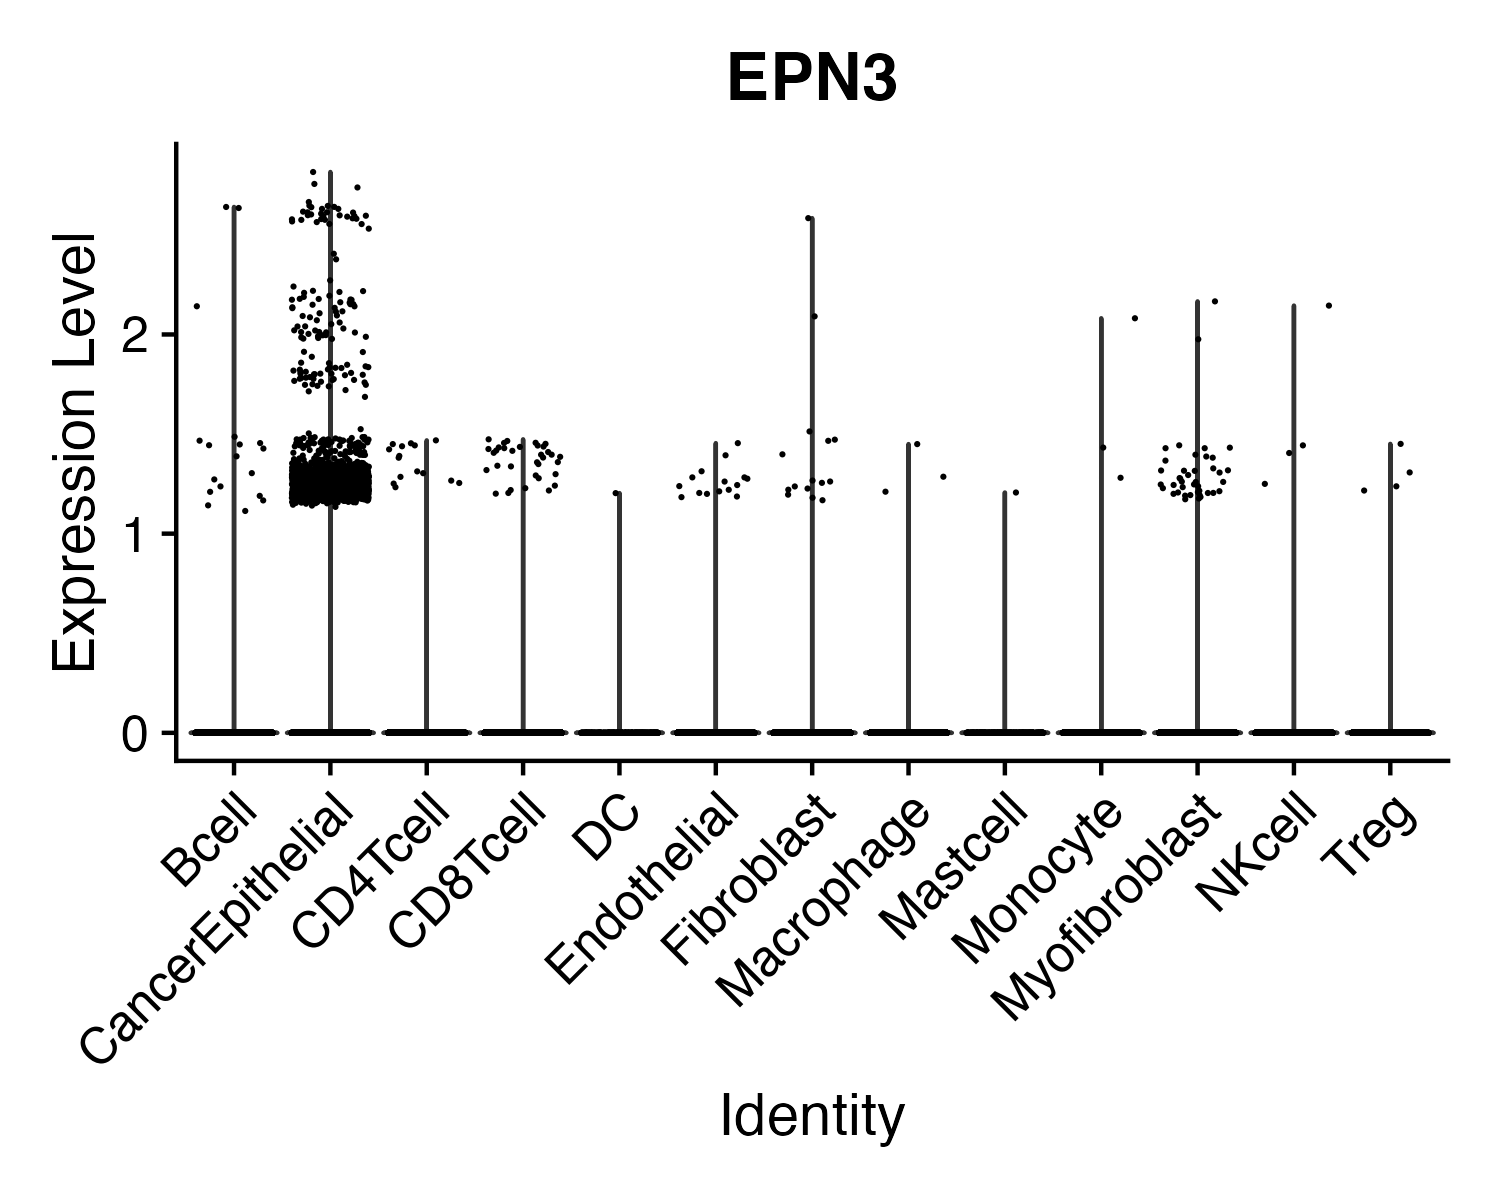 EPN3
Expression Level
2
1
0
Bcell
CancerEpithelial
CD4Tcell
CD8Tcell
DC
Endothelial
Fibroblast
Macrophage
Mastcell
Monocyte
Myofibroblast
NKcell
Treg
Identity